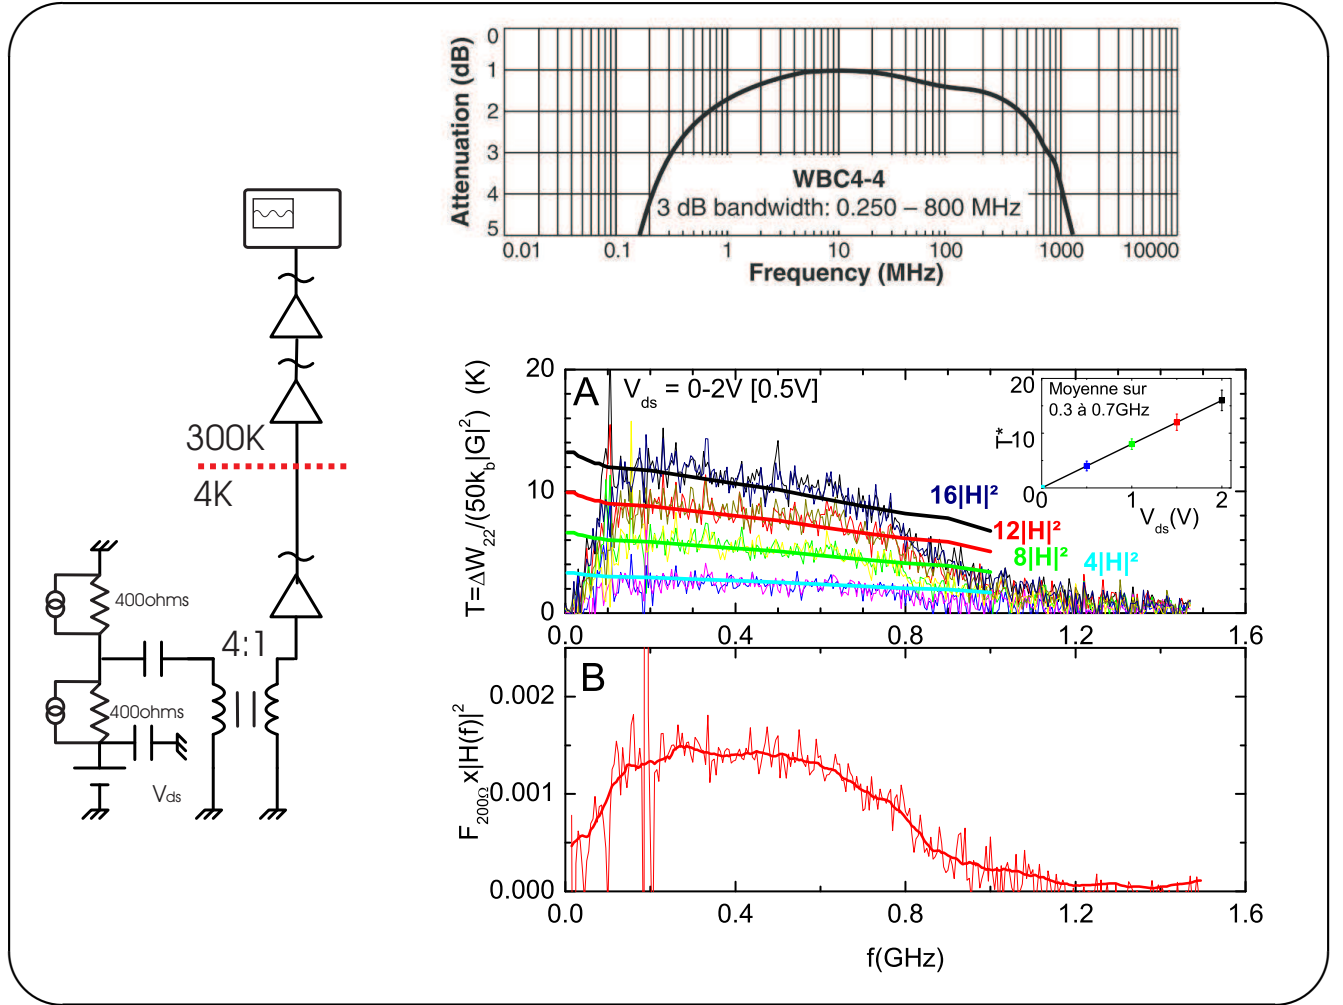 0
1
2
3
4
5
Attenuation (dB)
WBC4-4
3 dB bandwidth: 0.250 – 800 MHz
0.01 0.1 1 10 100 1000 10000
Frequency (MHz)
300K
4K
400ohms
4:1
400ohms
Vds
T=ΔW22/(50kb|G|²) (K)
20
10
0
A
Vds = 0-2V [0.5V]
20
10
0
T*
Moyenne sur
0.3 à 0.7GHz
0 1 2
Vds(V)
16|H|²
12|H|²
8|H|²
4|H|²
0.0 0.4 0.8 1.2 1.6
B
F200Ω x|H(f)|²
0.002
0.001
0.000
0.0 0.4 0.8 1.2 1.6
f(GHz)